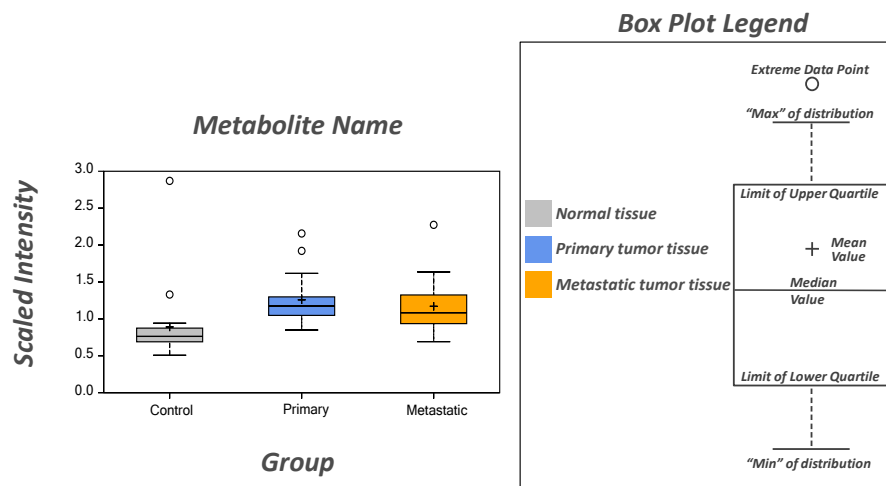 Box Plot Legend
Extreme Data Point
"Max" of distribution
Limit of Upper Quartile
Mean
Value
Median
Value
Limit of Lower Quartile
"Min" of distribution
Normal tissue
Primary tumor tissue
Metastatic tumor tissue
Metabolite Name
Scaled Intensity
3.0
2.5
2.0
1.5
1.0
0.5
0.0
Control Primary Metastatic
Group